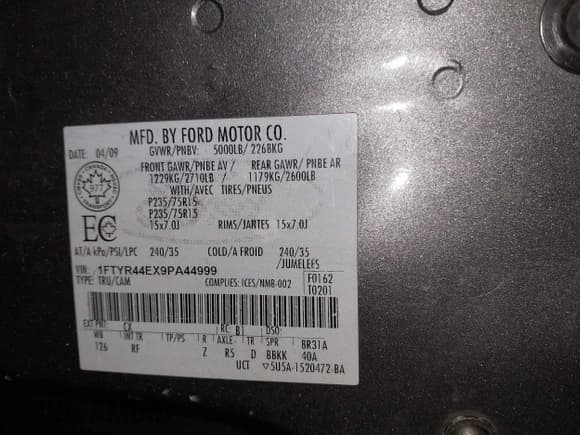 MFD. BY FORD MOTOR CO.
DATE: 04/09 GVWR/PNBV: 5000LB/ 2268KG
FRONT GAWR/PNBE AV / REAR GAWR/ PNBE AR
1229KG/2710LB 1179KG/2600LB
WITH/AVEC TIRES/PNEUS
P235/75R15
P235/75R15
15x7.0J RIMS/JANTES 15x7.0J
EC
AT/A kPa/PSI/LPC 240/35 COLD/A FROID 240/35
/JUMELEES
VIN: 1FTYR44EX9PA44999
TYPE: TRU/CAM COMPLIES: ICES/NMB-002 F0162
T0201
EXT PNT: CX RC: B DSO:
WB INT TR TP/PS R AXLE TR SPR BR31A
126 RF Z R5 D BBKK 40A
UCT ▽5U5A-1520472-BA